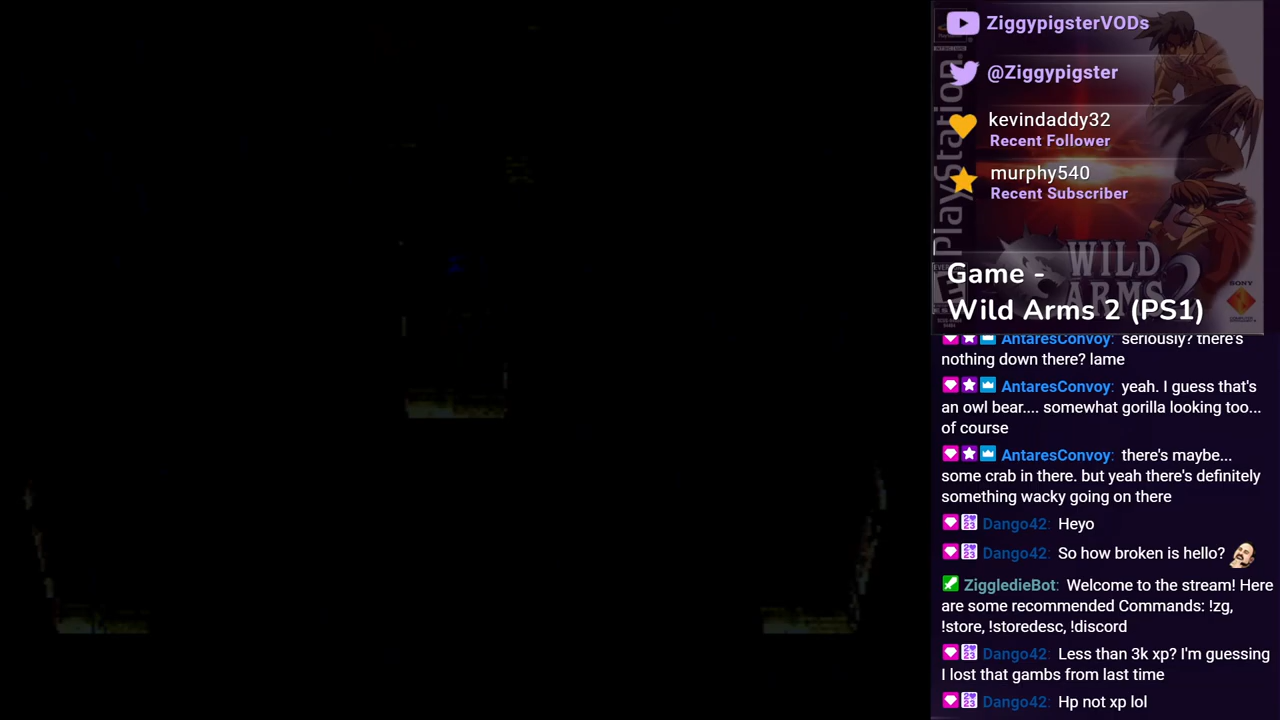 ZiggypigsterVODs
@Ziggypigster
kevindaddy32
Recent Follower
murphy540
Recent Subscriber
PlayStation
WILD
ARMS 2
SONY
Game -
Wild Arms 2 (PS1)
AntaresConvoy: seriously? there's
nothing down there? lame
AntaresConvoy: yeah. I guess that's
an owl bear.... somewhat gorilla looking too...
of course
AntaresConvoy: there's maybe...
some crab in there. but yeah there's definitely
something wacky going on there
Dango42: Heyo
Dango42: So how broken is hello?
ZiggledieBot: Welcome to the stream! Here
are some recommended Commands: !zg,
!store, !storedesc, !discord
Dango42: Less than 3k xp? I'm guessing
I lost that gambs from last time
Dango42: Hp not xp lol